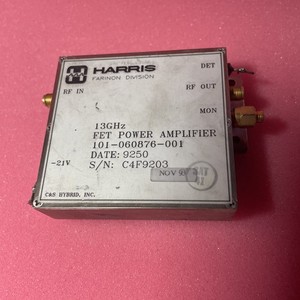 HARRIS
FARINON DIVISION
DET
RF IN
RF OUT
MON
13GHz
FET POWER AMPLIFIER
101-060876-001
-21V
DATE: 9250
S/N: C4F9203
NOV
C&S HYBRID, INC.